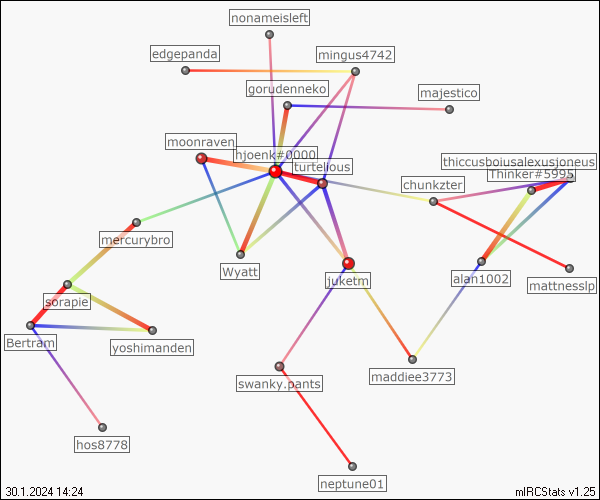 nonameisleft
edgepanda
mingus4742
gorudenneko
majestico
moonraven
hjoenk#0000
turtelious
thiccusboiusalexusjoneus
Thinker#5995
chunkzter
mercurybro
Wyatt
juketm
alan1002
mattnesslp
sorapie
Bertram
yoshimanden
swanky.pants
maddiee3773
hos8778
neptune01
30.1.2024 14:24
mIRCStats v1.25